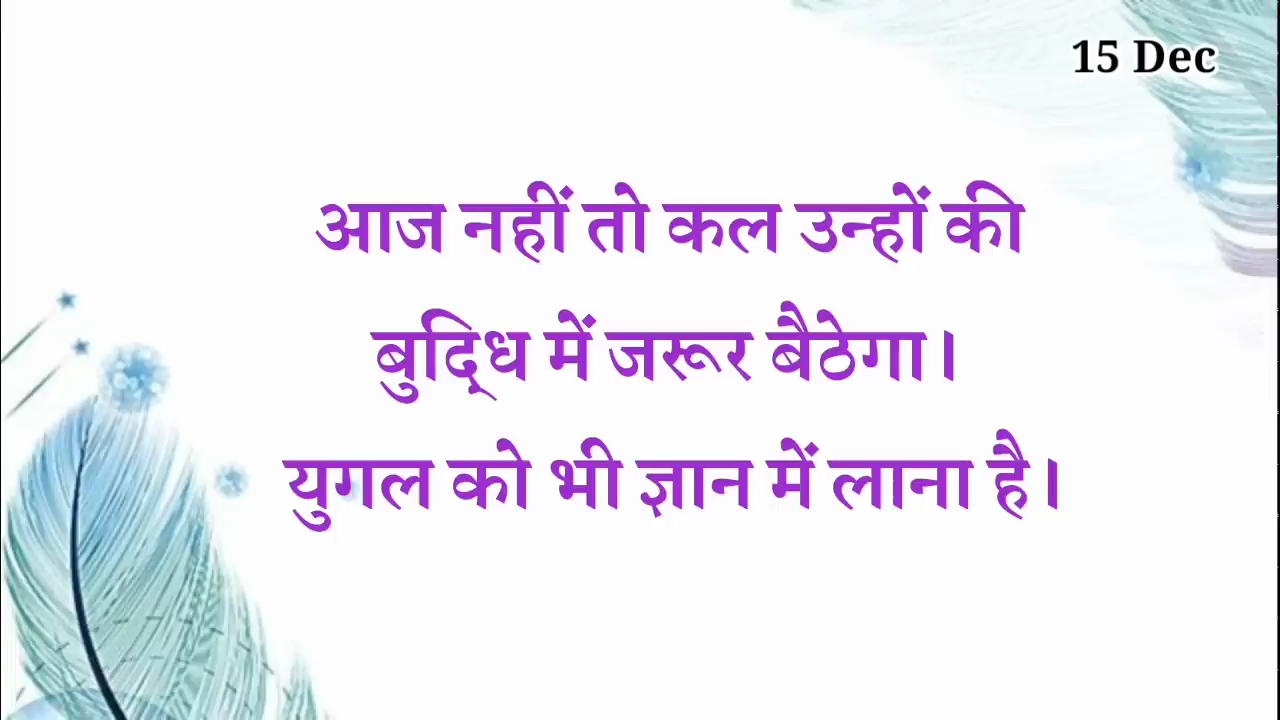 15 Dec
आज नहीं तो कल उन्हों की
बुद्धि में जरूर बैठेगा।
युगल को भी ज्ञान में लाना है।